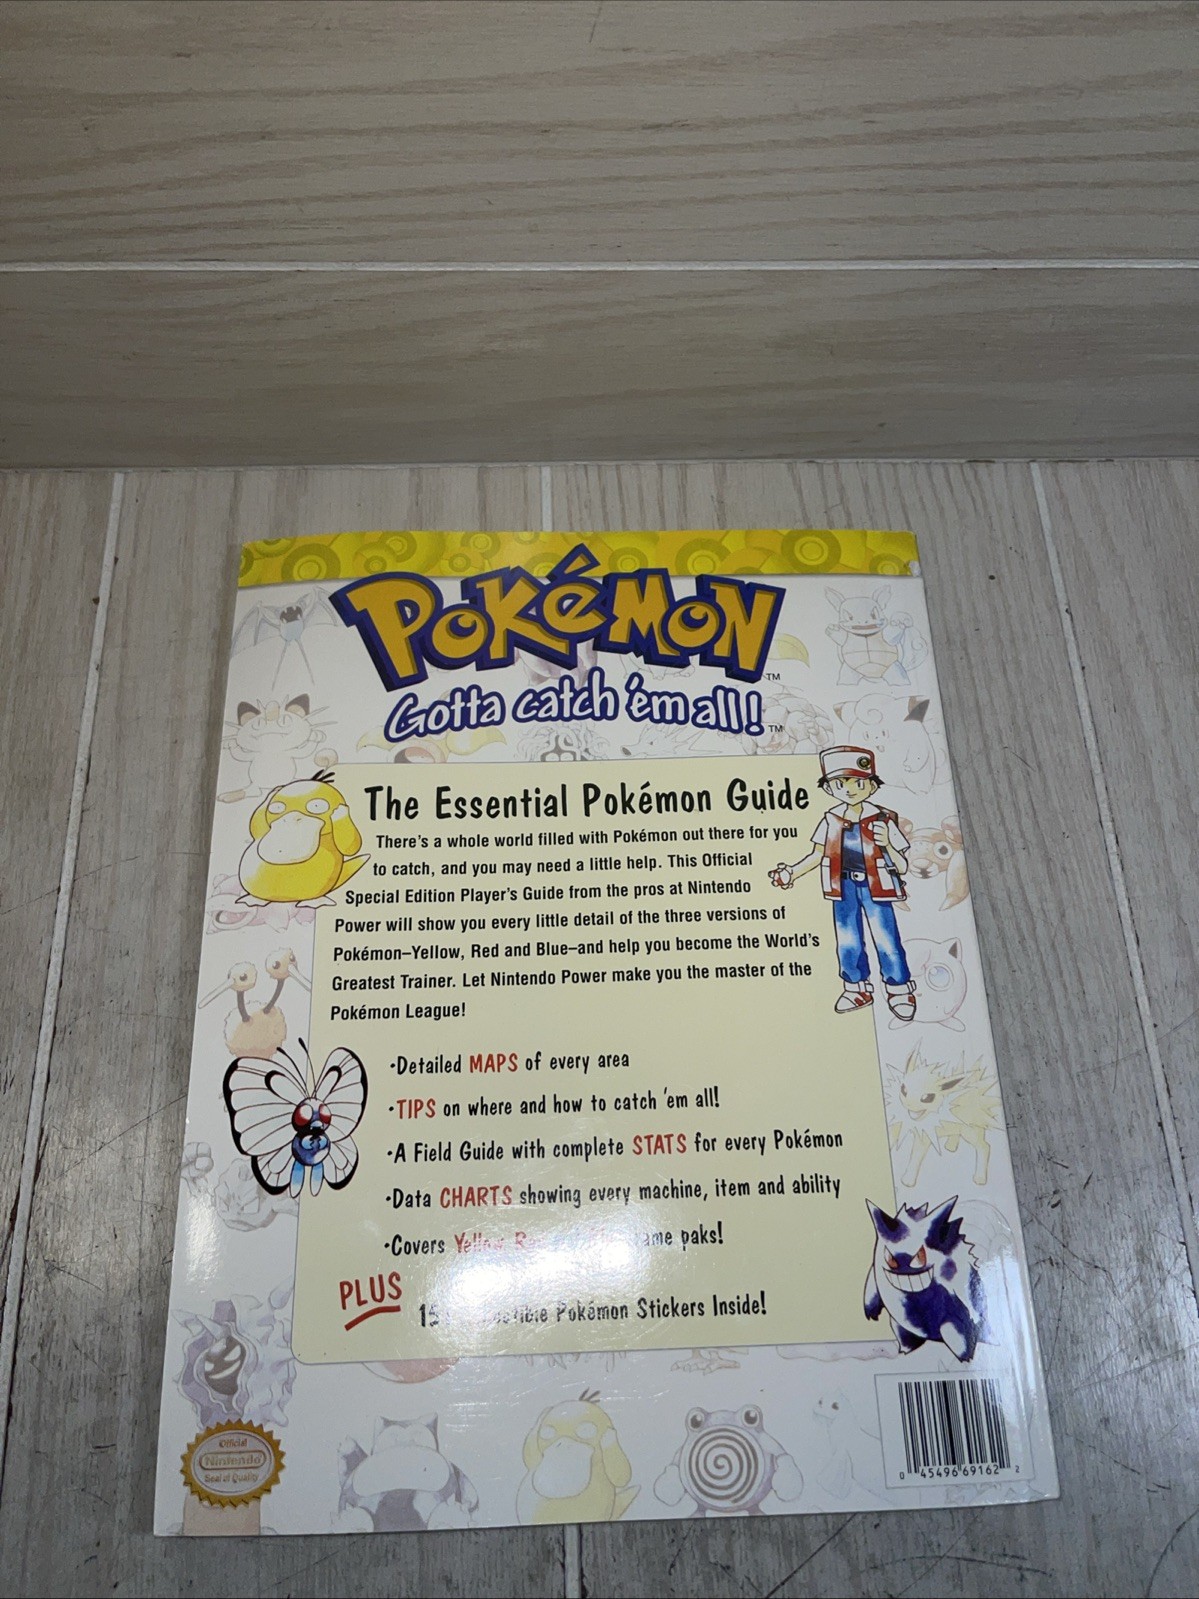 POKéMON
TM
Gotta catch 'em all!
TM
The Essential Pokémon Guide
There's a whole world filled with Pokémon out there for you
to catch, and you may need a little help. This Official
Special Edition Player's Guide from the pros at Nintendo
Power will show you every little detail of the three versions of
Pokémon–Yellow, Red and Blue–and help you become the World's
Greatest Trainer. Let Nintendo Power make you the master of the
Pokémon League!
•Detailed MAPS of every area
•TIPS on where and how to catch 'em all!
•A Field Guide with complete STATS for every Pokémon
•Data CHARTS showing every machine, item and ability
•Covers Yellow paks!
PLUS
Pokémon Stickers Inside!
Official
Nintendo
Seal of Quality
0 45496 69162 2